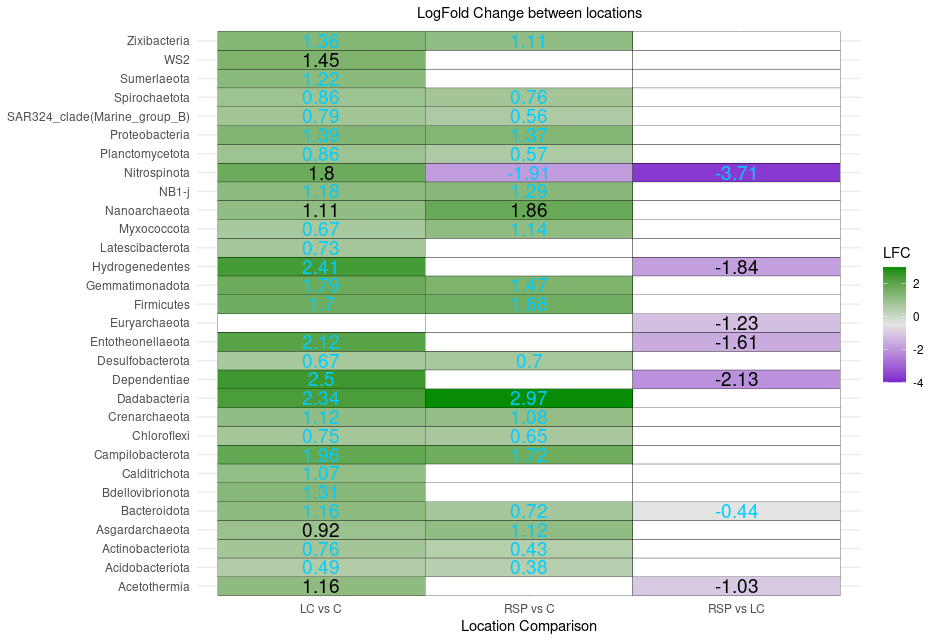 LogFold Change between locations
Zixibacteria 1.36 1.11
WS2 1.45
Sumerlaeota 1.22
Spirochaetota 0.86 0.76
SAR324_clade(Marine_group_B) 0.79 0.56
Proteobacteria 1.39 1.37
Planctomycetota 0.86 0.57
Nitrospinota 1.8 -1.91 -3.71
NB1-j 1.18 1.29
Nanoarchaeota 1.11 1.86
Myxococcota 0.67 1.14
Latescibacterota 0.73
Hydrogenedentes 2.41 -1.84
Gemmatimonadota 1.79 1.47
Firmicutes 1.7 1.68
Euryarchaeota -1.23
Entotheonellaeota 2.12 -1.61
Desulfobacterota 0.67 0.7
Dependentiae 2.5 -2.13
Dadabacteria 2.34 2.97
Crenarchaeota 1.12 1.08
Chloroflexi 0.75 0.65
Campilobacterota 1.96 1.72
Calditrichota 1.07
Bdellovibrionota 1.31
Bacteroidota 1.16 0.72 -0.44
Asgardarchaeota 0.92 1.12
Actinobacteriota 0.76 0.43
Acidobacteriota 0.49 0.38
Acetothermia 1.16 -1.03
LC vs C RSP vs C RSP vs LC
Location Comparison
LFC
2
0
-2
-4